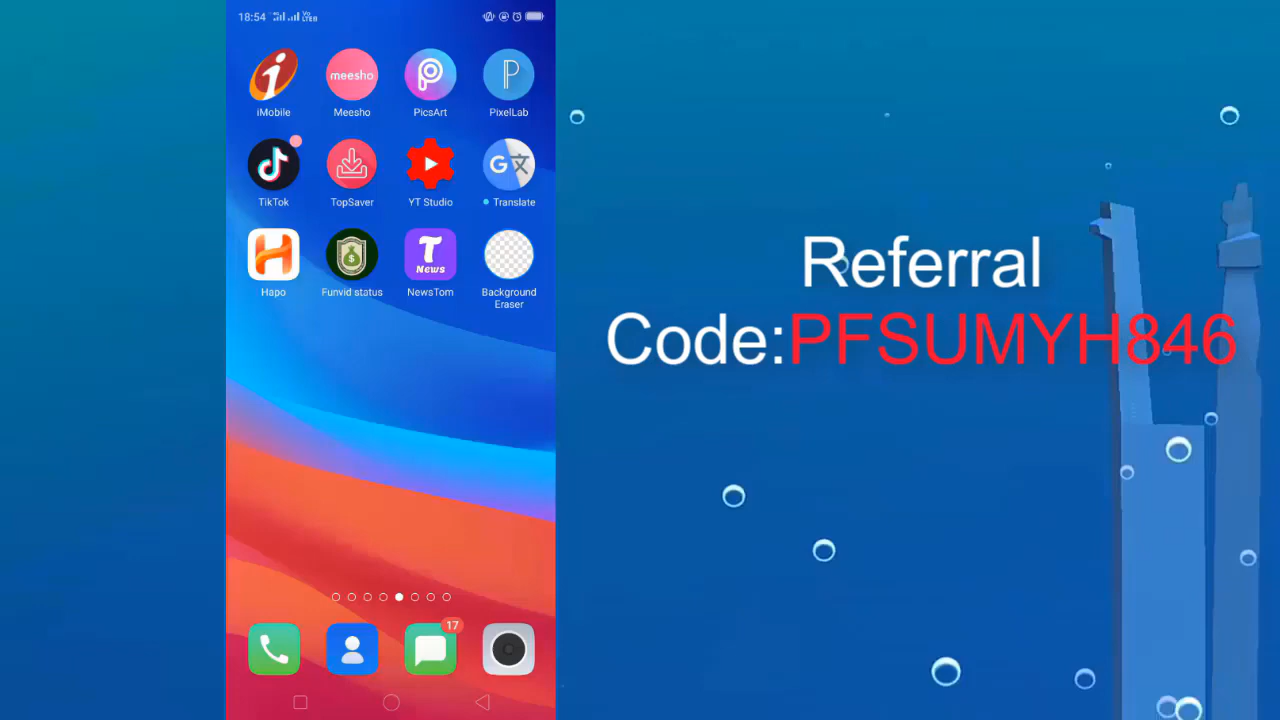 18:54
iMobile
meesho
Meesho
PicsArt
P
PixelLab
TikTok
TopSaver
YT Studio
G
Translate
Hapo
$
Funvid status
T
News
NewsTom
Background
Eraser
17
Referral
Code:PFSUMYH846